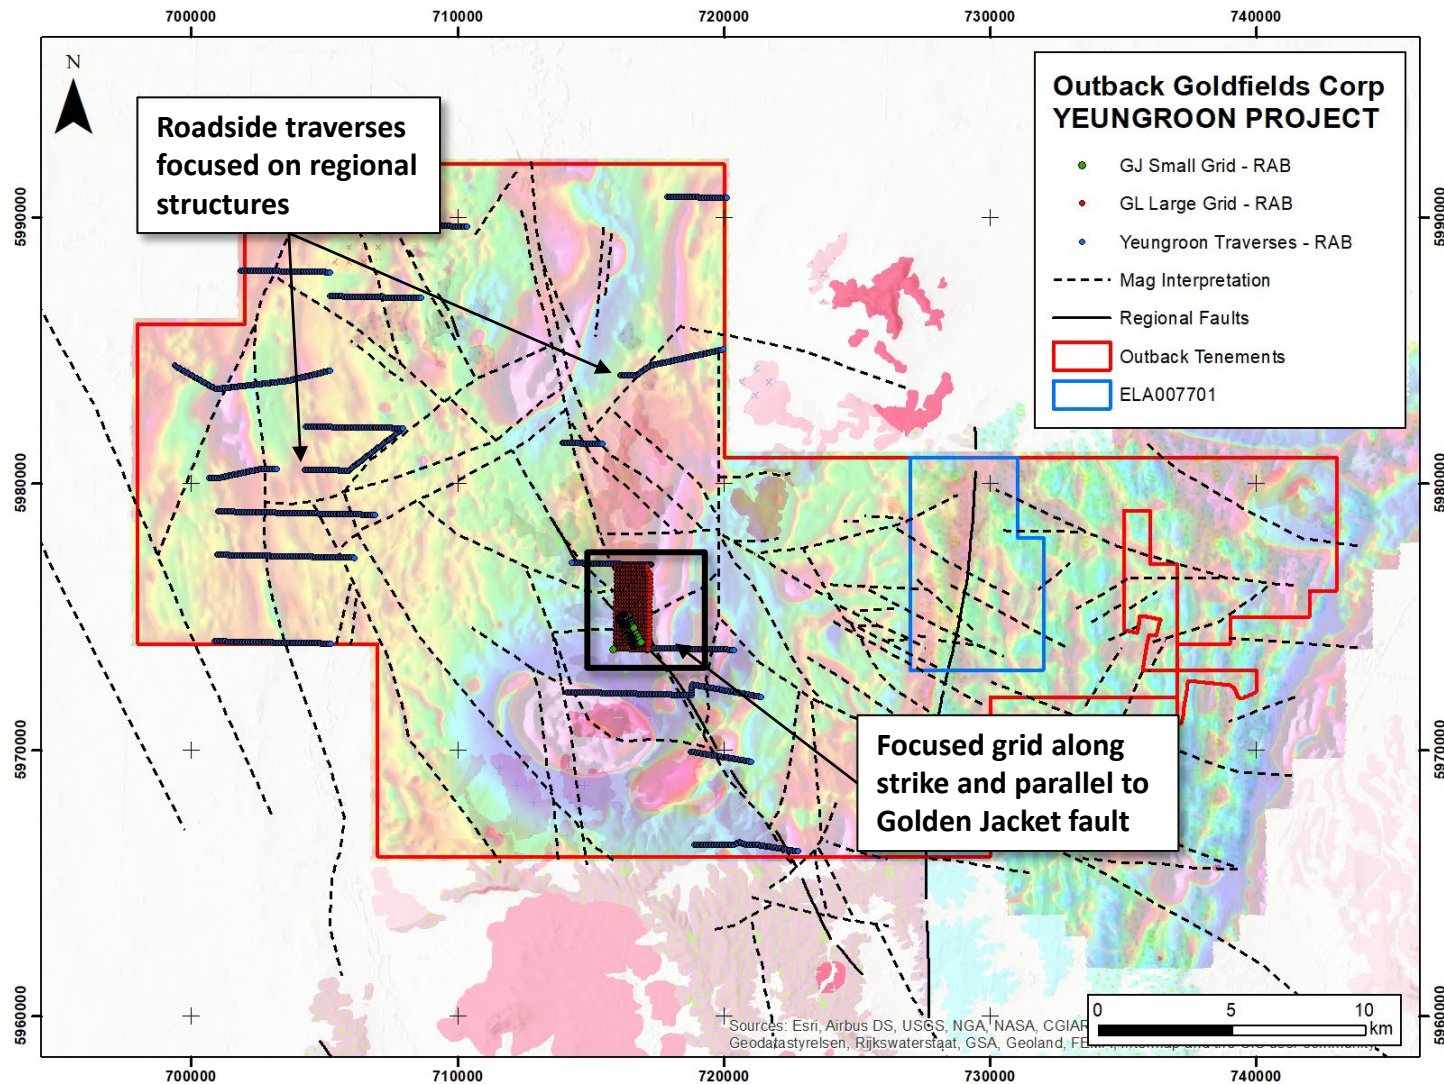 700000
710000
720000
730000
740000
N
Outback Goldfields Corp
YEUNGROON PROJECT
GJ Small Grid - RAB
GL Large Grid - RAB
Yeungroon Traverses - RAB
Mag Interpretation
Regional Faults
Outback Tenements
ELA007701
Roadside traverses
focused on regional
structures
5990000
5990000
5980000
5980000
5970000
5970000
5960000
5960000
Focused grid along
strike and parallel to
Golden Jacket fault
0
5
10
km
Sources: Esri, Airbus DS, USGS, NGA, NASA, CGIAR
Geodatastyrelsen, Rijkswaterstaat, GSA, Geoland,
700000
710000
720000
730000
740000